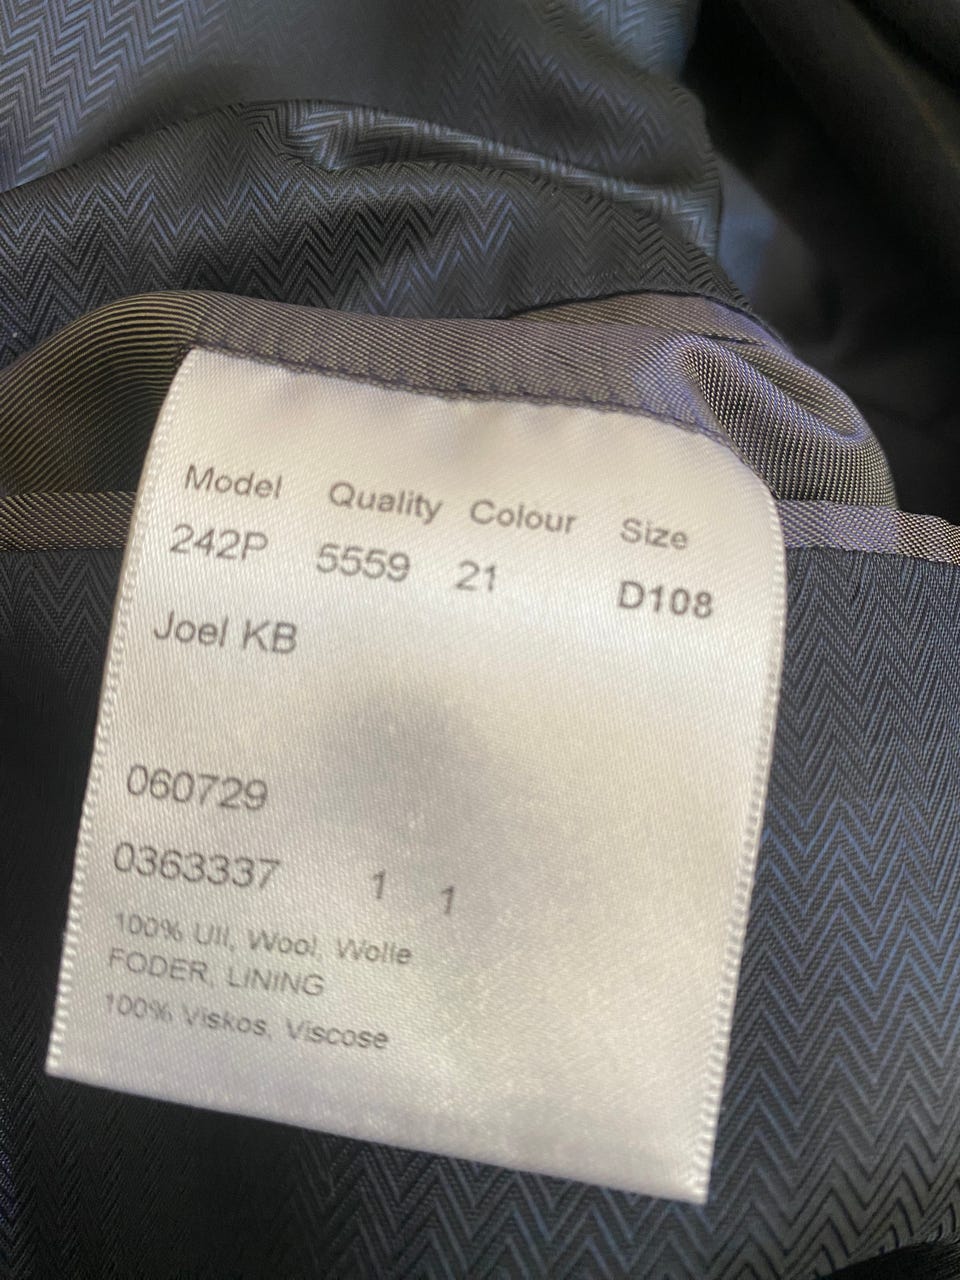 Model Quality Colour Size
242P 5559 21 D108
Joel KB
060729
0363337 1 1
100% Ull, Wool, Wolle
FODER, LINING
100% Viskos, Viscose